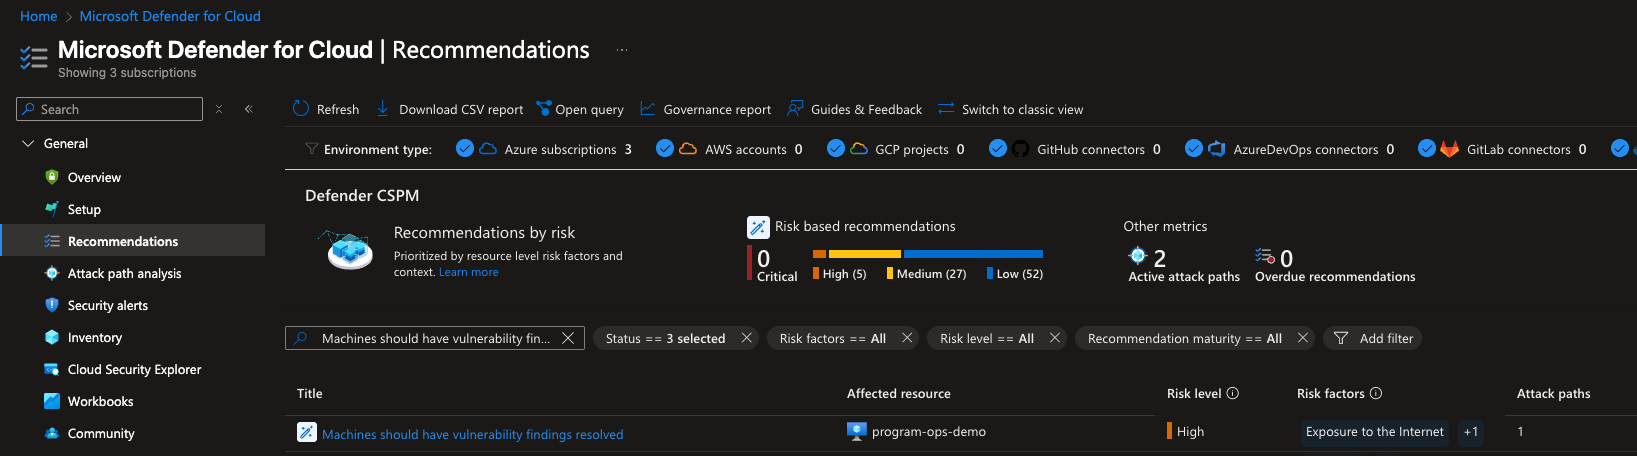 Home > Microsoft Defender for Cloud
Microsoft Defender for Cloud | Recommendations ...
Showing 3 subscriptions
Search
General
Overview
Setup
Recommendations
Attack path analysis
Security alerts
Inventory
Cloud Security Explorer
Workbooks
Community
Refresh Download CSV report Open query Governance report Guides & Feedback Switch to classic view
Environment type: Azure subscriptions 3 AWS accounts 0 GCP projects 0 GitHub connectors 0 AzureDevOps connectors 0 GitLab connectors 0
Defender CSPM
Recommendations by risk
Prioritized by resource level risk factors and
context. Learn more
Risk based recommendations
0
Critical
High (5) Medium (27) Low (52)
Other metrics
2
Active attack paths
0
Overdue recommendations
Machines should have vulnerability fin... Status == 3 selected Risk factors == All Risk level == All Recommendation maturity == All Add filter
Title Affected resource Risk level Risk factors Attack paths
Machines should have vulnerability findings resolved program-ops-demo High Exposure to the Internet +1 1